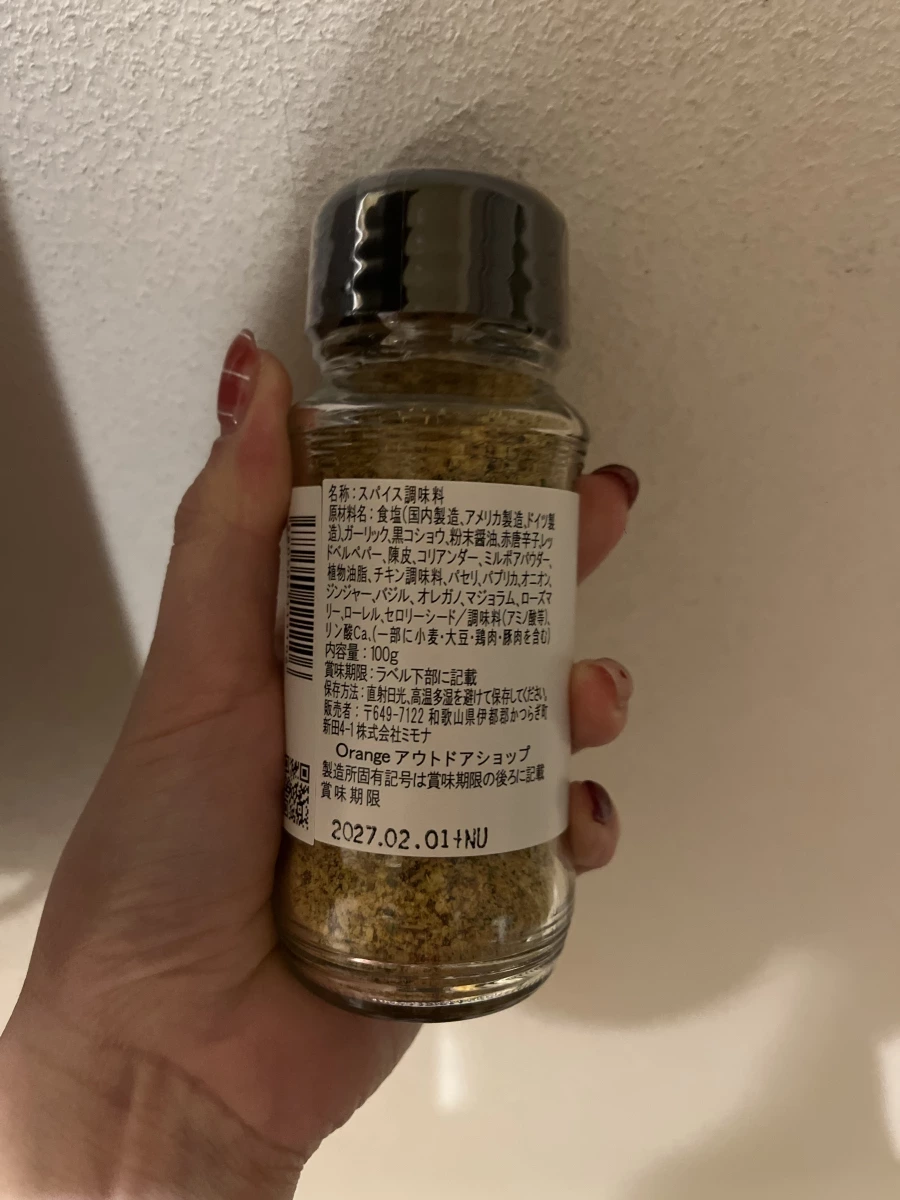 名称：スパイス調味料
原材料名：食塩(国内製造､アメリカ製造､ドイツ製
造)､ガーリック､黒コショウ､粉末醤油､赤唐辛子､レッ
ドベルペパー､陳皮､コリアンダー､ミルポアパウダー､
植物油脂､チキン調味料､パセリ､パプリカ､オニオン､
ジンジャー､バジル､オレガノ､マジョラム､ローズマ
リー､ローレル､セロリーシード／調味料(アミノ酸等)､
リン酸Ca､(一部に小麦・大豆・鶏肉・豚肉を含む)
内容量：100g
賞味期限：ラベル下部に記載
保存方法：直射日光､高温多湿を避けて保存してください｡
販売者：〒649-7122 和歌山県伊都郡かつらぎ町
新田4-1 株式会社ミモナ
Orange アウトドアショップ
製造所固有記号は賞味期限の後ろに記載
賞味期限
2027.02.01+NU